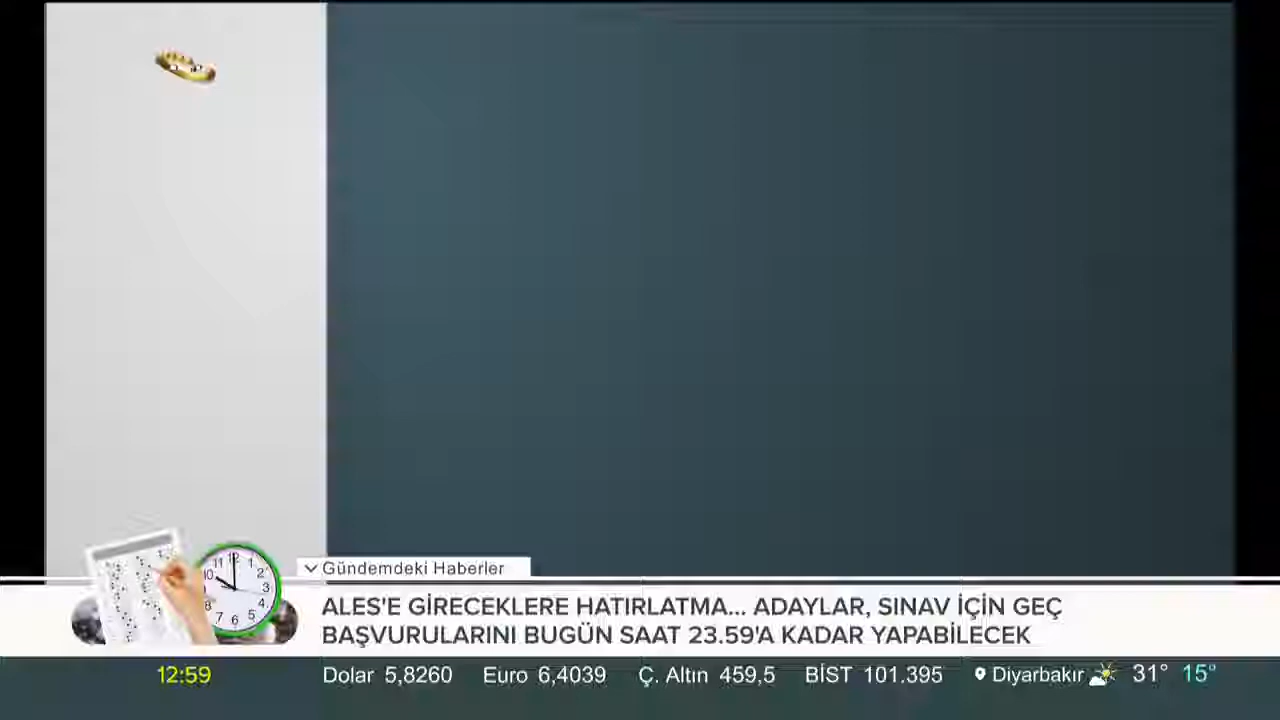 Gündemdeki Haberler
ALES'E GİRECEKLERE HATIRLATMA... ADAYLAR, SINAV İÇİN GEÇ
BAŞVURULARINI BUGÜN SAAT 23.59'A KADAR YAPABİLECEK
12:59 Dolar 5,8260 Euro 6,4039 Ç. Altın 459,5 BİST 101.395 Diyarbakır 31° 15°